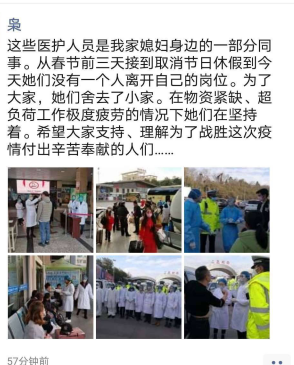 枭
这些医护人员是我家媳妇身边的一部分同
事。从春节前三天接到取消节日休假到今
天她们没有一个人离开自己的岗位。为了
大家，她们舍去了小家。在物资紧缺、超
负荷工作极度疲劳的情况下她们在坚持
着。希望大家支持、理解为了战胜这次疫
情付出辛苦奉献的人们……
57分钟前